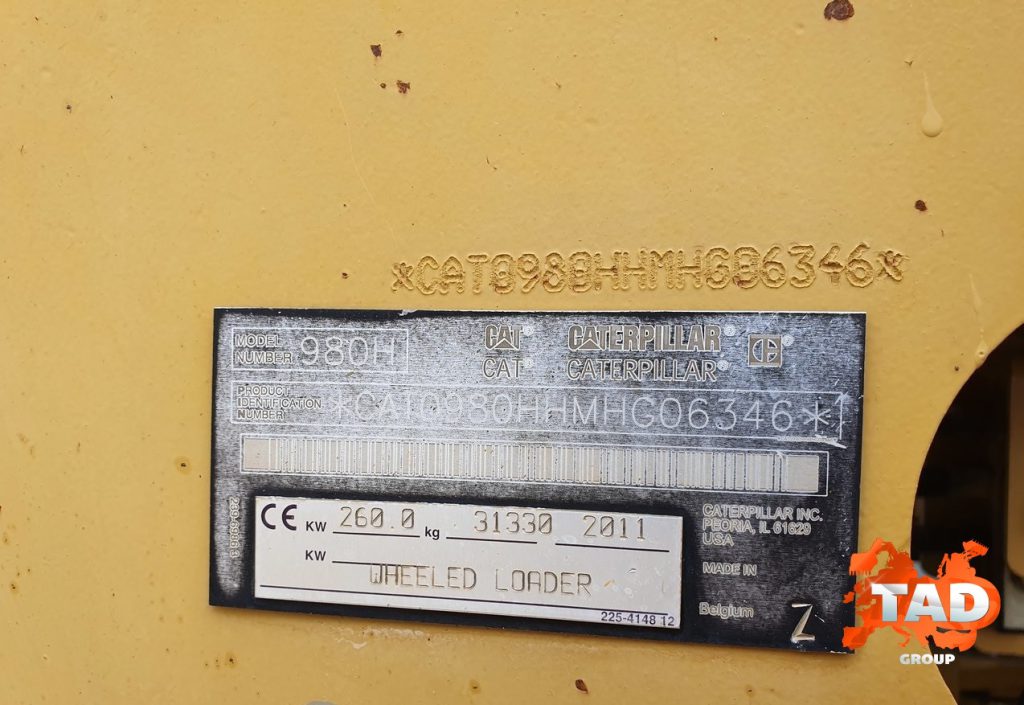 *CAT0980HHMHG06346*
MODEL NUMBER 980H
CAT® CATERPILLAR®
CAT® CATERPILLAR®
PRODUCT IDENTIFICATION NUMBER *CAT0980HHMHG06346*1
CE KW 260.0 kg 31330 2011
KW
WHEELED LOADER
225-4148 12
CATERPILLAR INC.
PEORIA, IL 61629
USA
MADE IN
Belgium
Z
TAD
GROUP